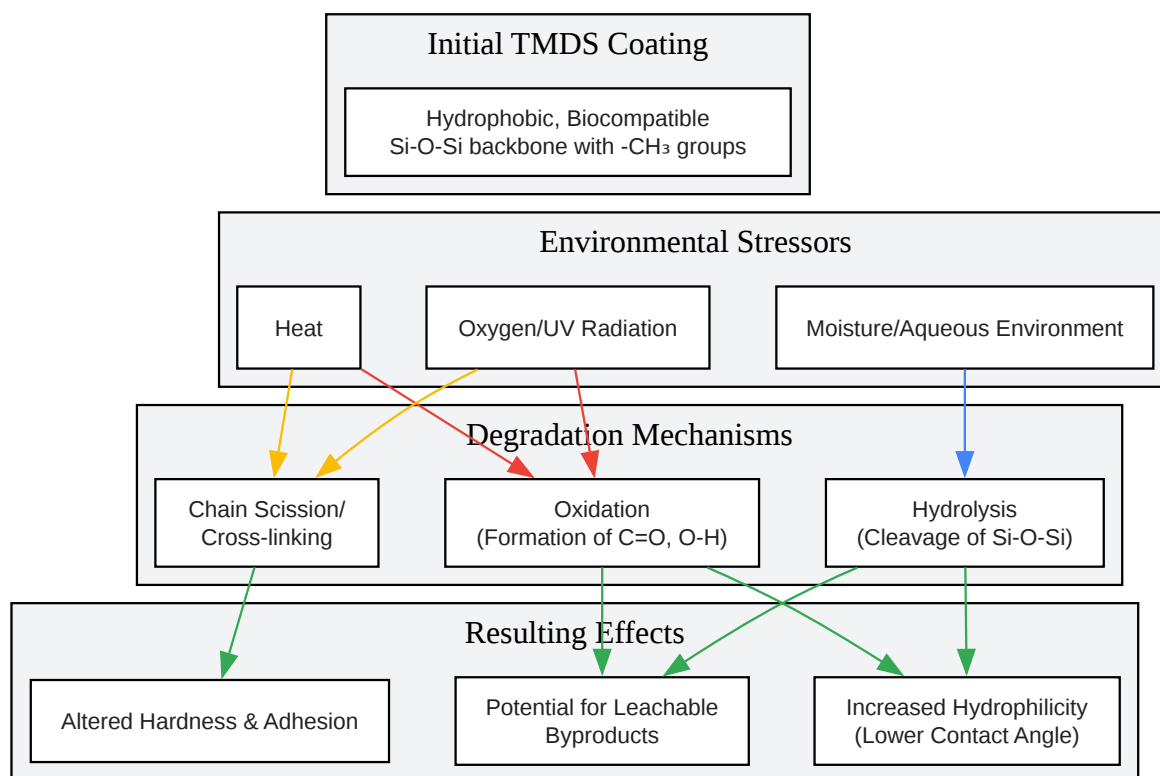 Initial TMDS Coating
Hydrophobic, Biocompatible
Si-O-Si backbone with -CH₃ groups
Environmental Stressors
Heat
Oxygen/UV Radiation
Moisture/Aqueous Environment
Degradation Mechanisms
Chain Scission/
Cross-linking
Oxidation
(Formation of C=O, O-H)
Hydrolysis
(Cleavage of Si-O-Si)
Resulting Effects
Altered Hardness & Adhesion
Potential for Leachable
Byproducts
Increased Hydrophilicity
(Lower Contact Angle)